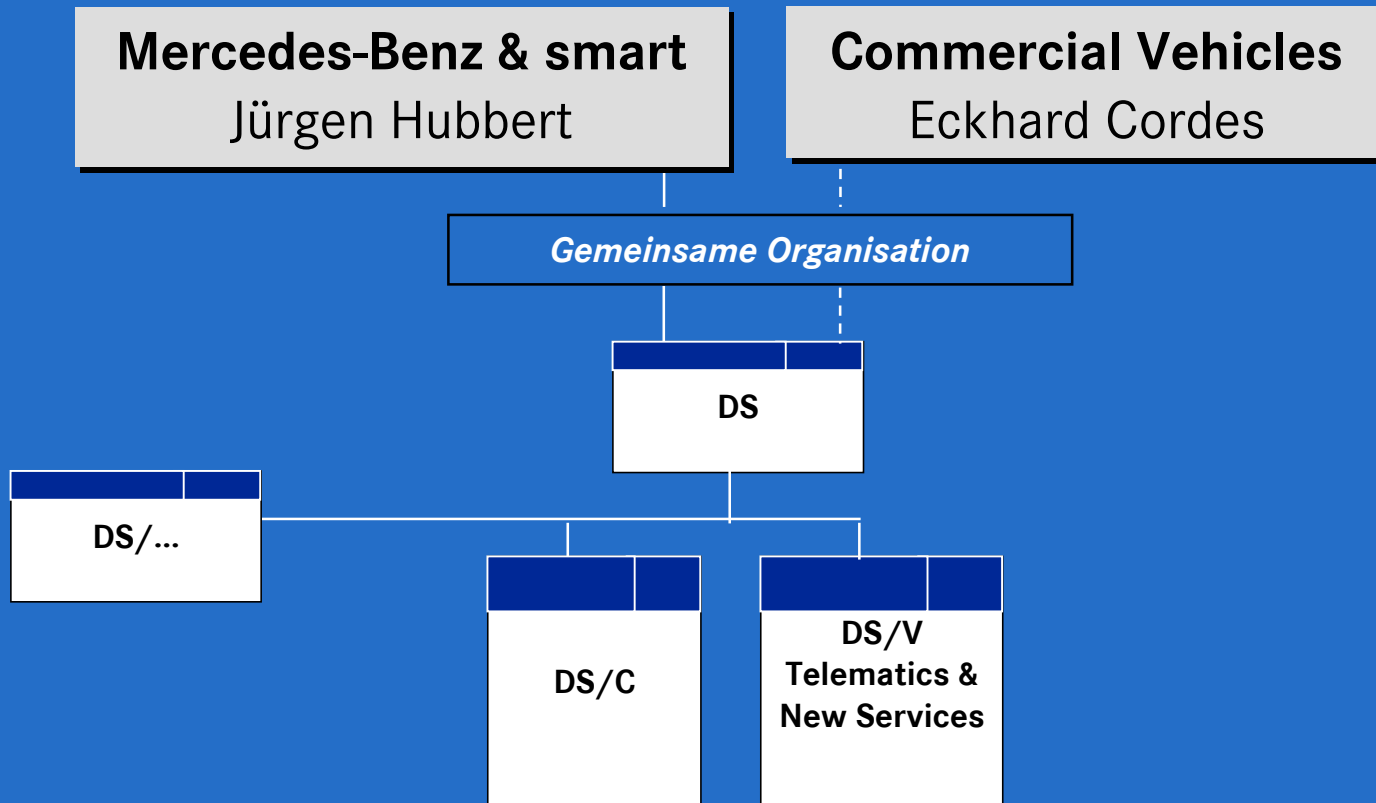 Mercedes-Benz & smart
Jürgen Hubbert
Commercial Vehicles
Eckhard Cordes
Gemeinsame Organisation
DS
DS/...
DS/C
DS/V
Telematics &
New Services